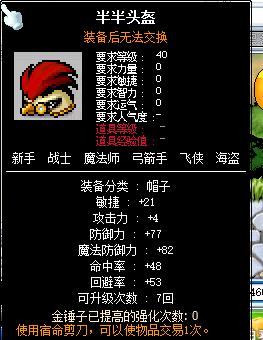 半半头盔
装备后无法交换
要求等级： 40
要求力量： 0
要求敏捷： 0
要求智力： 0
要求运气： 0
要求人气度：-
道具等级： -
道具经验值： -
新手 战士 魔法师 弓箭手 飞侠 海盗
装备分类 : 帽子
敏捷 : +21
攻击力 : +4
防御力 : +77
魔法防御力 : +82
命中率 : +48
回避率 : +53
可升级次数 : 7回
金锤子已提高的强化次数: 0
使用宿命剪刀，可以使物品交易1次。